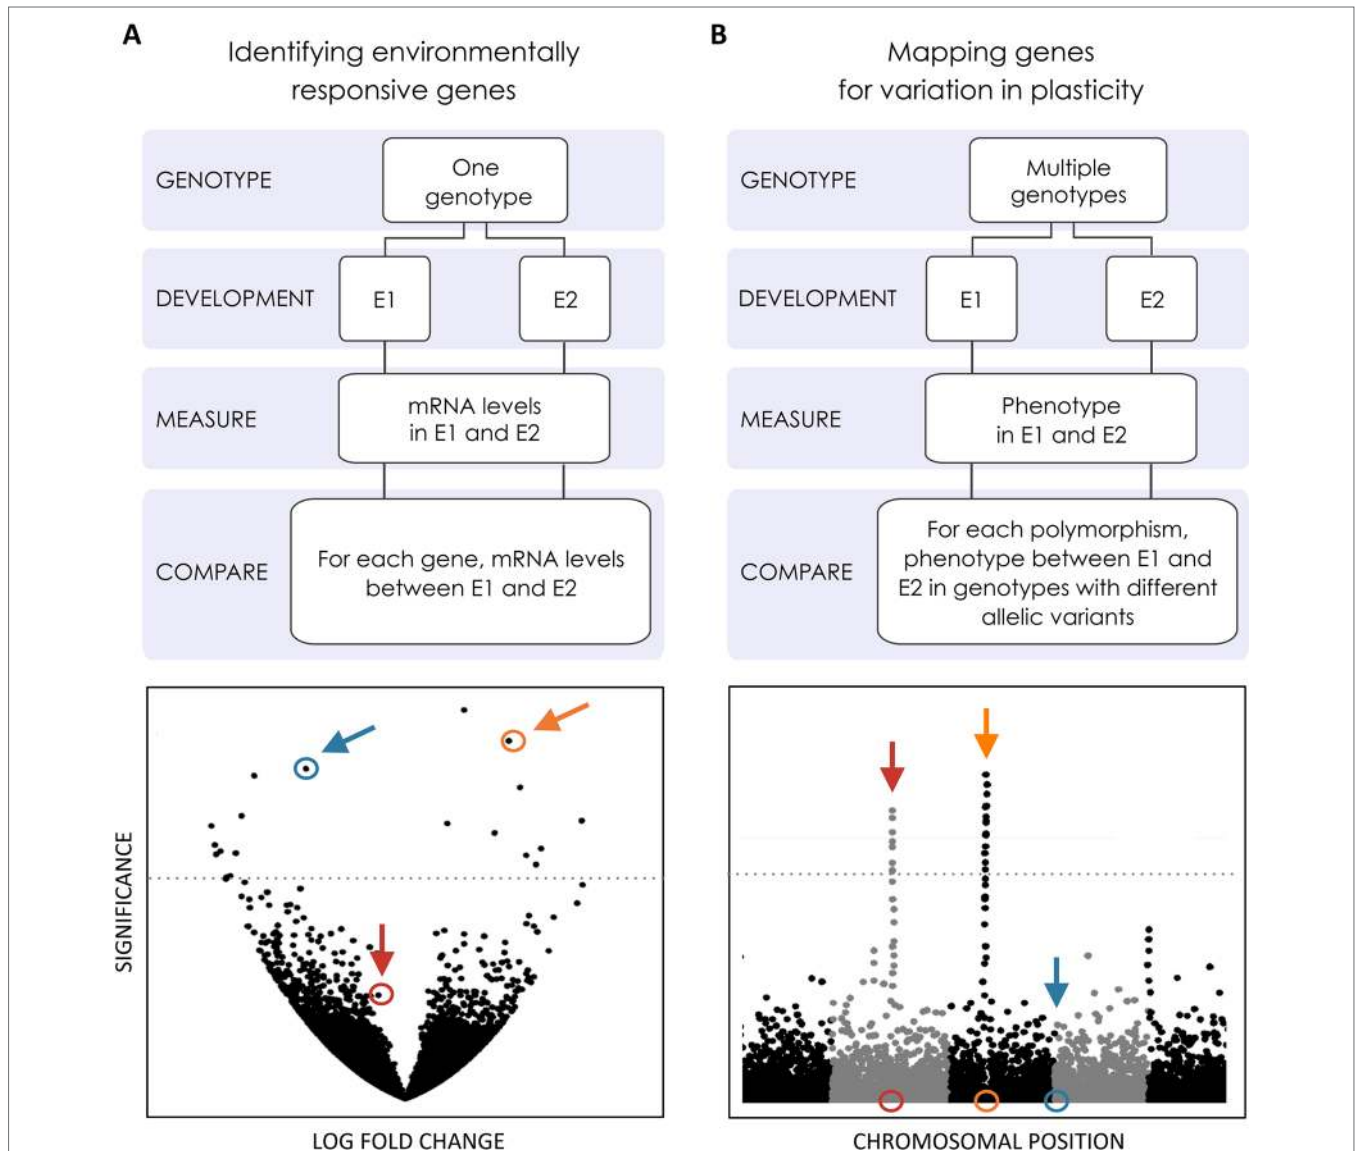 A
Identifying environmentally
responsive genes
GENOTYPE
One
genotype
DEVELOPMENT
E1
E2
MEASURE
mRNA levels
in E1 and E2
COMPARE
For each gene, mRNA levels
between E1 and E2
SIGNIFICANCE
LOG FOLD CHANGE
B
Mapping genes
for variation in plasticity
GENOTYPE
Multiple
genotypes
DEVELOPMENT
E1
E2
MEASURE
Phenotype
in E1 and E2
COMPARE
For each polymorphism,
phenotype between E1 and
E2 in genotypes with different
allelic variants
CHROMOSOMAL POSITION